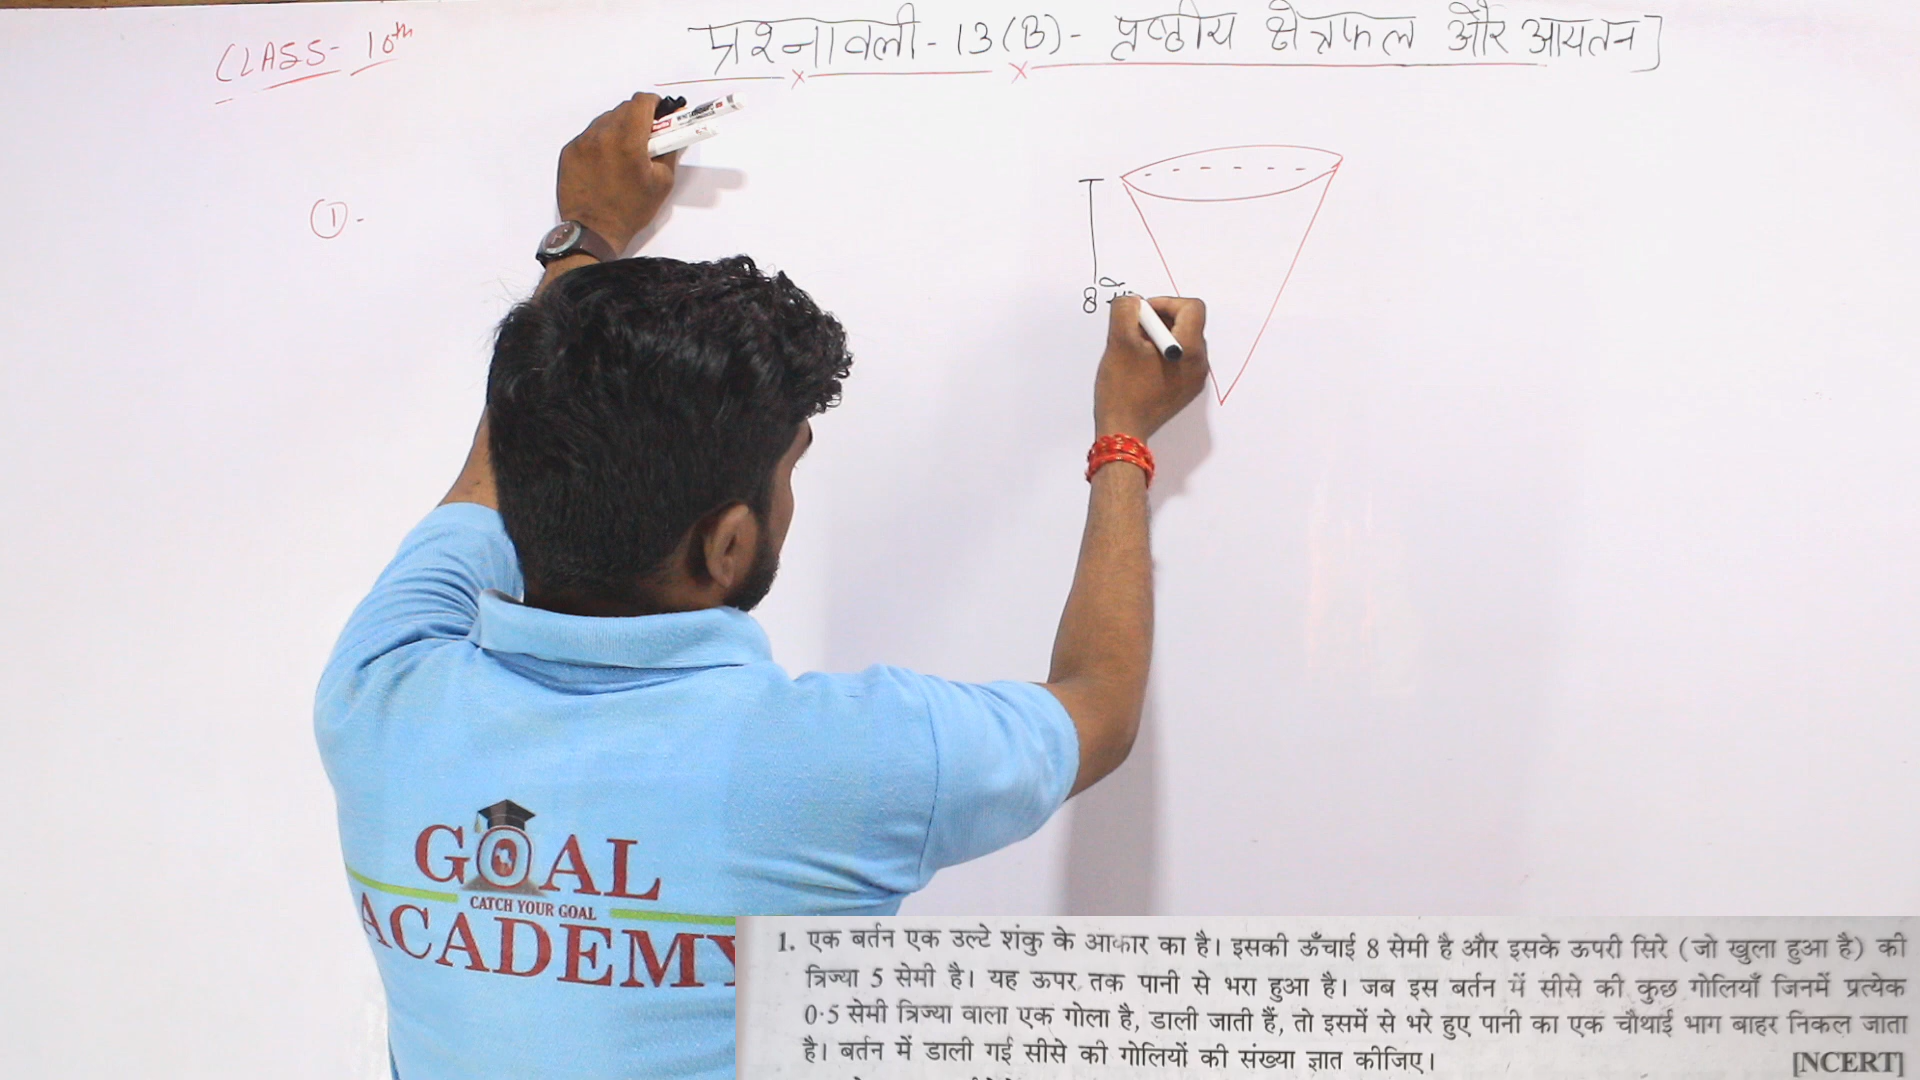 CLASS- 10th
प्रश्नावली-13(B)- पृष्ठीय क्षेत्रफल और आयतन]
①-
8 से
GOAL
CATCH YOUR GOAL
ACADEMY
1. एक बर्तन एक उल्टे शंकु के आकार का है। इसकी ऊँचाई 8 सेमी है और इसके ऊपरी सिरे (जो खुला हुआ है) की
त्रिज्या 5 सेमी है। यह ऊपर तक पानी से भरा हुआ है। जब इस बर्तन में सीसे की कुछ गोलियाँ जिनमें प्रत्येक
0·5 सेमी त्रिज्या वाला एक गोला है, डाली जाती हैं, तो इसमें से भरे हुए पानी का एक चौथाई भाग बाहर निकल जाता
है। बर्तन में डाली गई सीसे की गोलियों की संख्या ज्ञात कीजिए।
[NCERT]